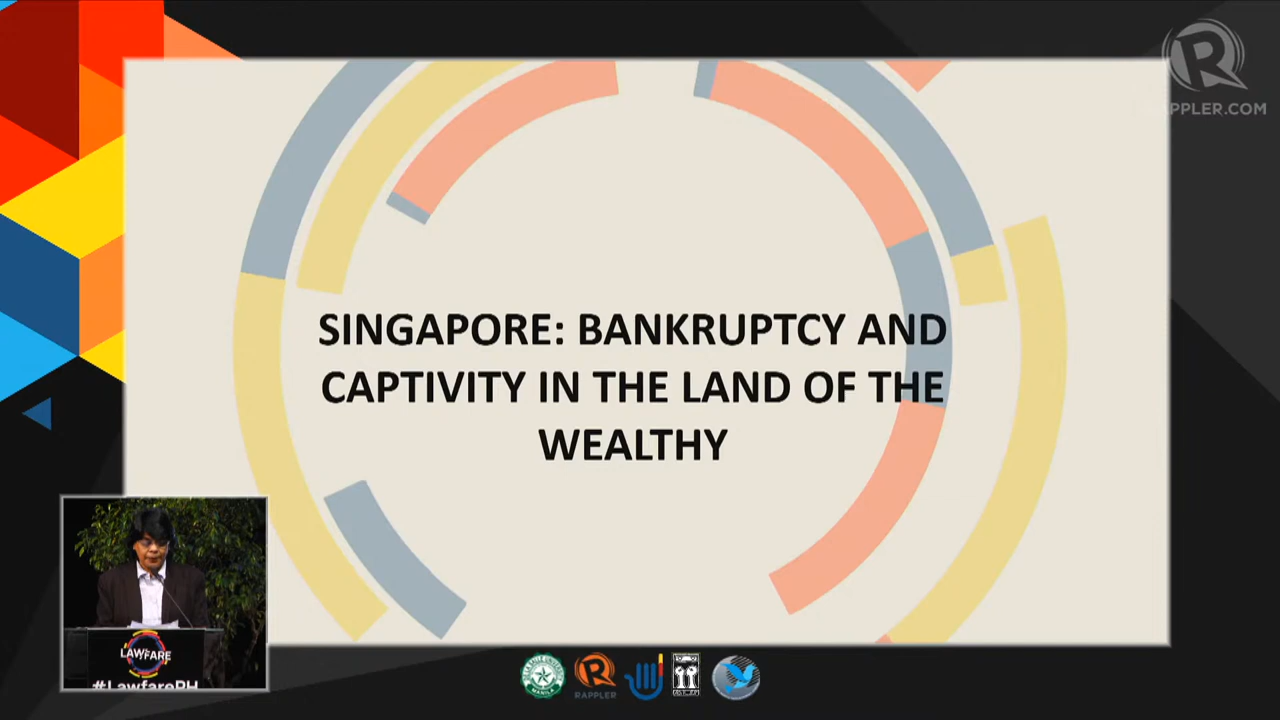 RAPPLER.COM
SINGAPORE: BANKRUPTCY AND
CAPTIVITY IN THE LAND OF THE
WEALTHY
LAWFARE
#LawfarePH
RAPPLER